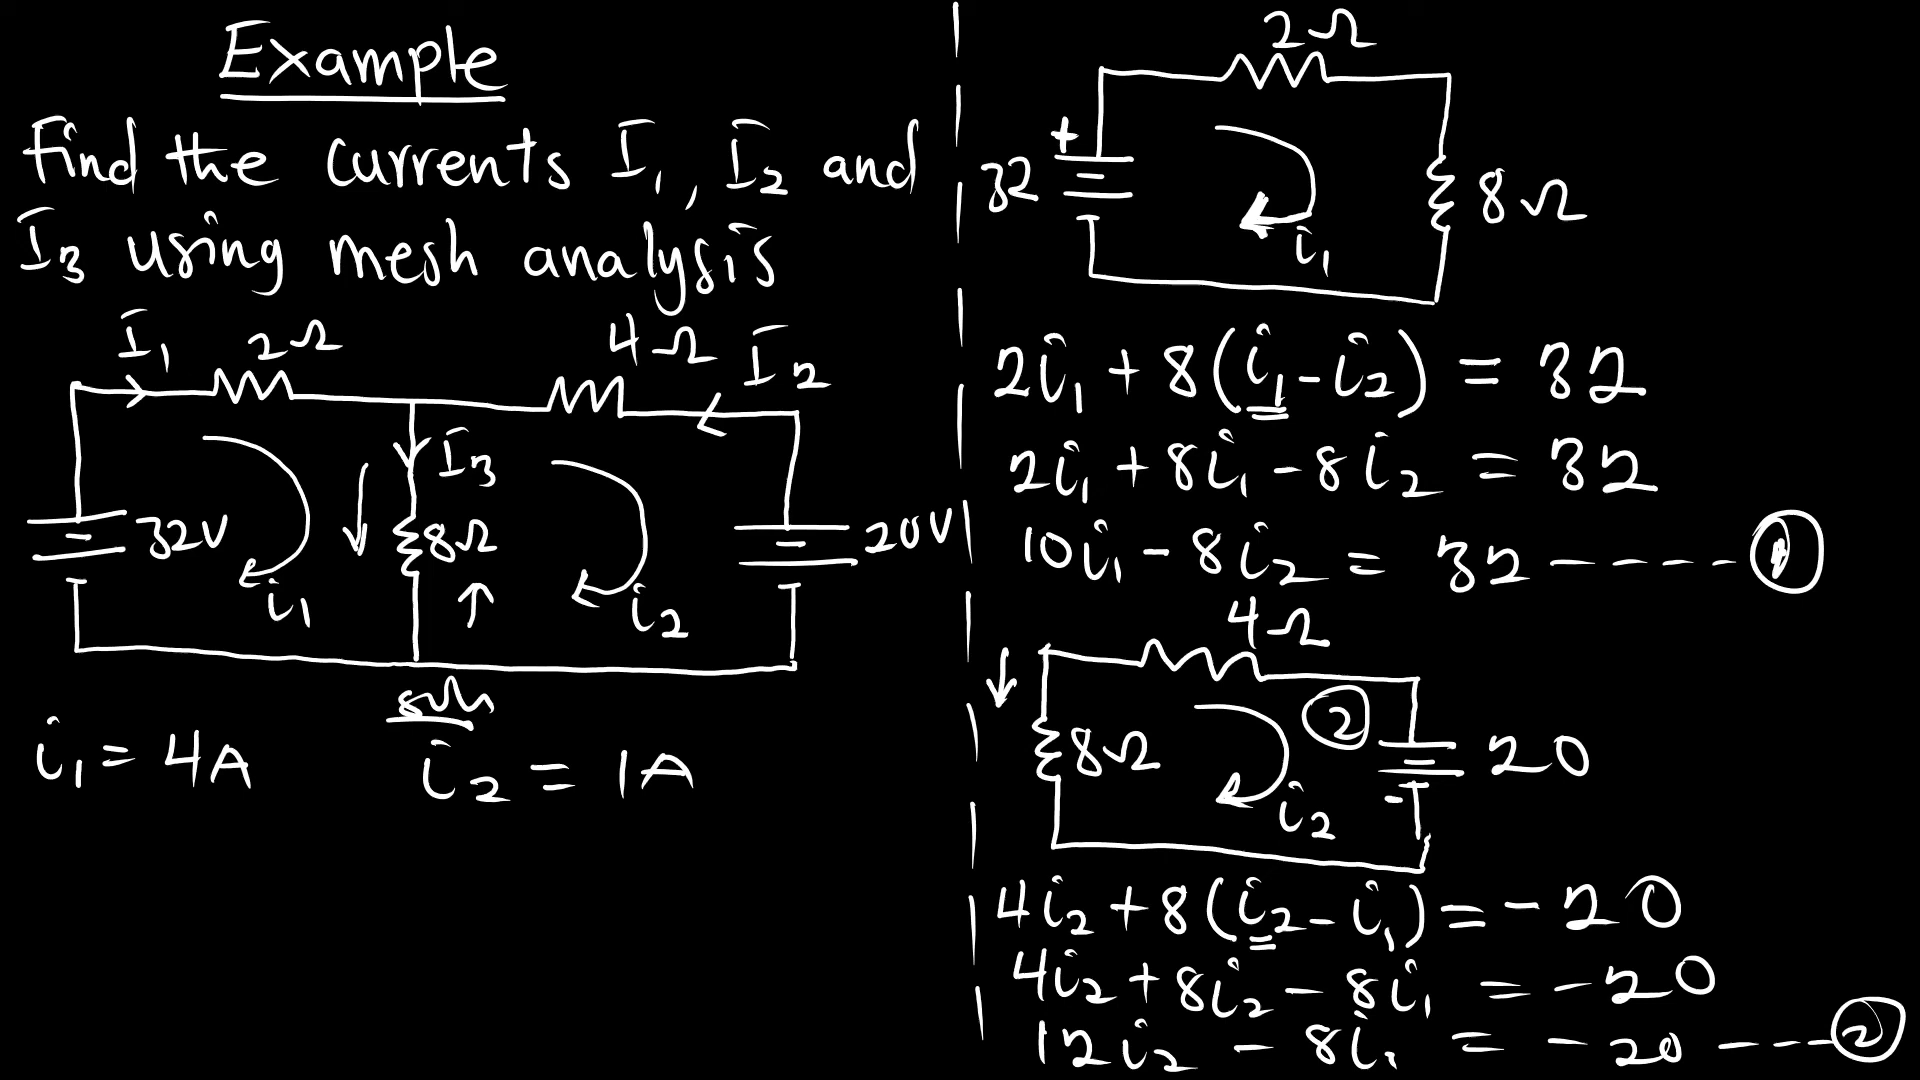 Example
Find the currents I₁, I₂ and
I₃ using mesh analysis
I₁ 2Ω 4Ω I₂
I₃
32V 8Ω 20V
i₁ i₂
8Ω
i₁ = 4A i₂ = 1A
2Ω
+
32 8Ω
i₁
2i₁ + 8(i₁ - i₂) = 32
2i₁ + 8i₁ - 8i₂ = 32
10i₁ - 8i₂ = 32 ----- ①
4Ω
②
8Ω 20
-
i₂
4i₂ + 8(i₂ - i₁) = -20
4i₂ + 8i₂ - 8i₁ = -20
12i₂ - 8i₁ = -20 ---- ②